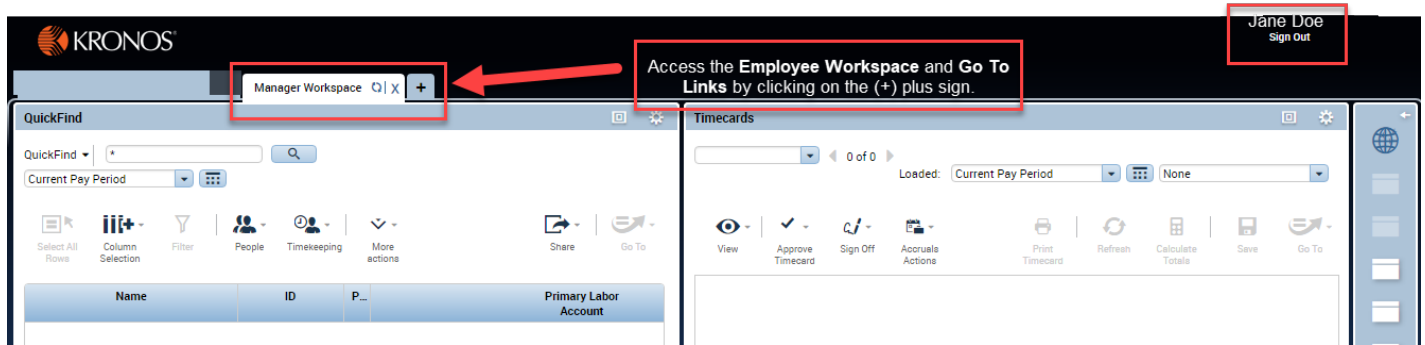 Jane Doe
Sign Out
KRONOS®
Access the Employee Workspace and Go To
Links by clicking on the (+) plus sign.
Manager Workspace X +
QuickFind
Timecards
QuickFind *
0 of 0
Current Pay Period
Loaded: Current Pay Period None
Select All
Rows
Column
Selection
Filter
People
Timekeeping
More
actions
Share
Go To
View
Approve
Timecard
Sign Off
Accruals
Actions
Print
Timecard
Refresh
Calculate
Totals
Save
Go To
Name ID P... Primary Labor
Account